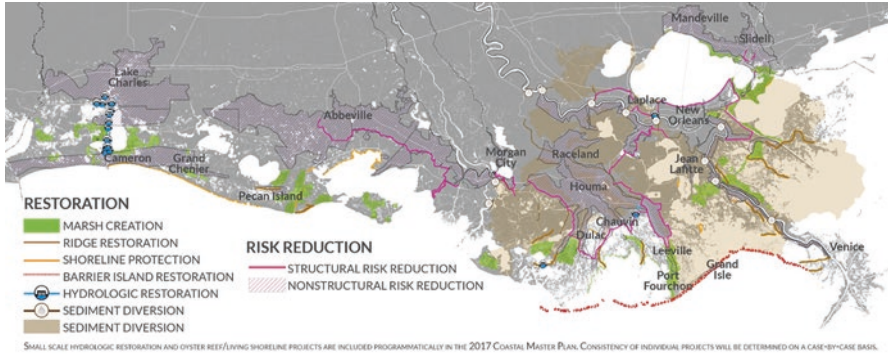 Mandeville
Slidell
Lake
Charles
Laplace
New
Orleans
Abbeville
Morgan
City
Raceland
Jean
Lafitte
Cameron
Grand
Chenier
Houma
Pecan Island
Chauvin
Dulac
Leeville
Venice
Grand
Isle
Port
Fourchon
RESTORATION
MARSH CREATION
RIDGE RESTORATION
SHORELINE PROTECTION
BARRIER ISLAND RESTORATION
HYDROLOGIC RESTORATION
SEDIMENT DIVERSION
SEDIMENT DIVERSION
RISK REDUCTION
STRUCTURAL RISK REDUCTION
NONSTRUCTURAL RISK REDUCTION
SMALL SCALE HYDROLOGIC RESTORATION AND OYSTER REEF/LIVING SHORELINE PROJECTS ARE INCLUDED PROGRAMMATICALLY IN THE 2017 COASTAL MASTER PLAN. CONSISTENCY OF INDIVIDUAL PROJECTS WILL BE DETERMINED ON A CASE-BY-CASE BASIS.